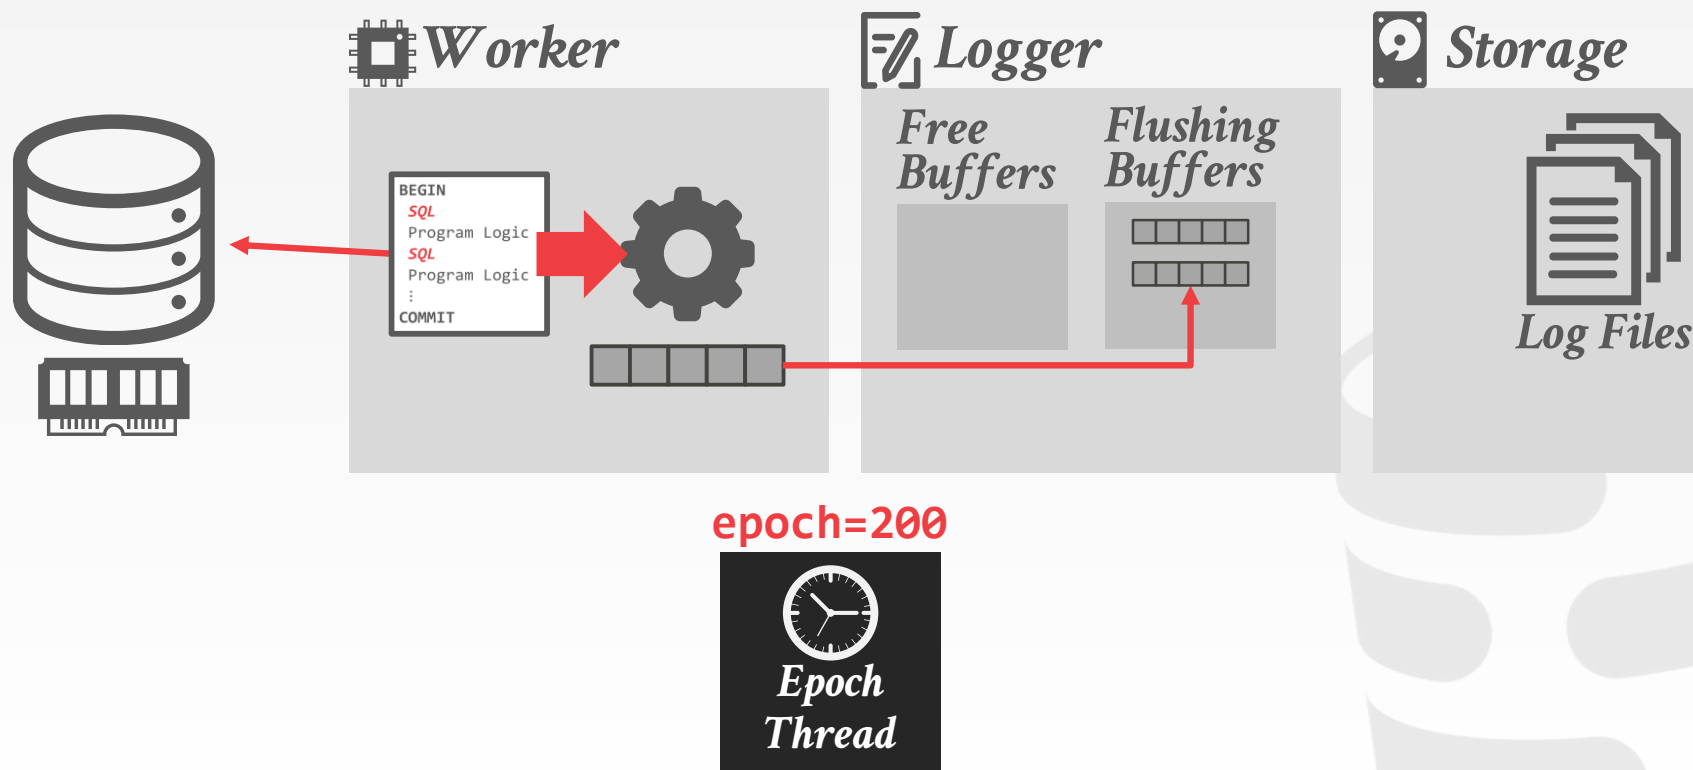 Worker
Logger
Storage
Free
Buffers
Flushing
Buffers
BEGIN
SQL
Program Logic
SQL
Program Logic
⋮
COMMIT
Log Files
epoch=200
Epoch
Thread